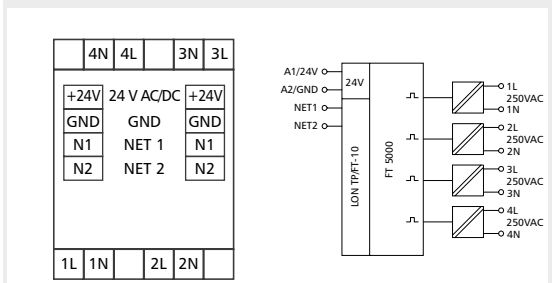 4N 4L 3N 3L
+24V 24 V AC/DC +24V
GND GND GND
N1 NET 1 N1
N2 NET 2 N2
1L 1N 2L 2N
A1/24V
A2/GND
NET1
NET2
24V
LON TP/FT-10
FT 5000
1L
250VAC
1N
2L
250VAC
2N
3L
250VAC
3N
4L
250VAC
4N